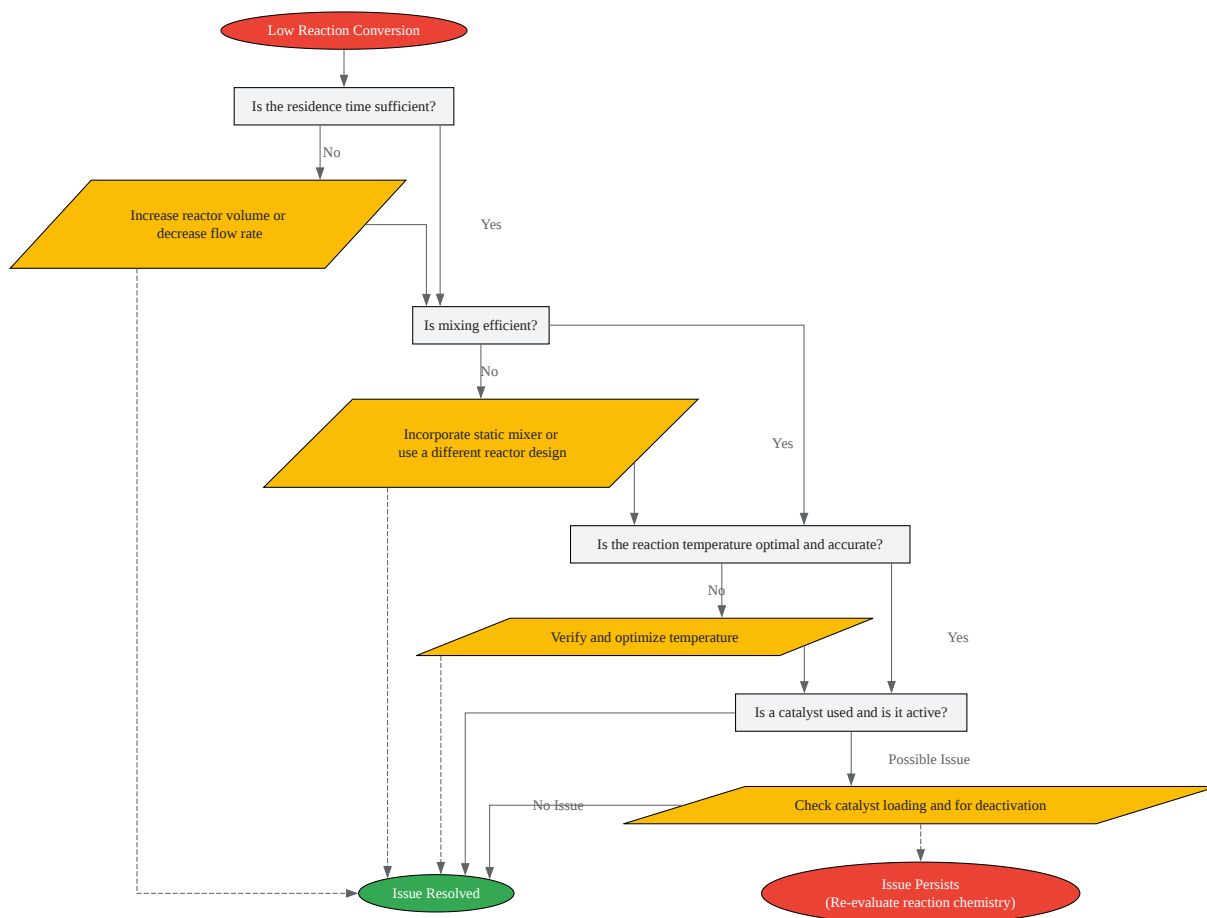 Low Reaction Conversion
Is the residence time sufficient?
No
Increase reactor volume or
decrease flow rate
Yes
Is mixing efficient?
No
Incorporate static mixer or
use a different reactor design
Yes
Is the reaction temperature optimal and accurate?
No
Verify and optimize temperature
Yes
Is a catalyst used and is it active?
Possible Issue
No Issue
Check catalyst loading and for deactivation
Issue Resolved
Issue Persists
(Re-evaluate reaction chemistry)